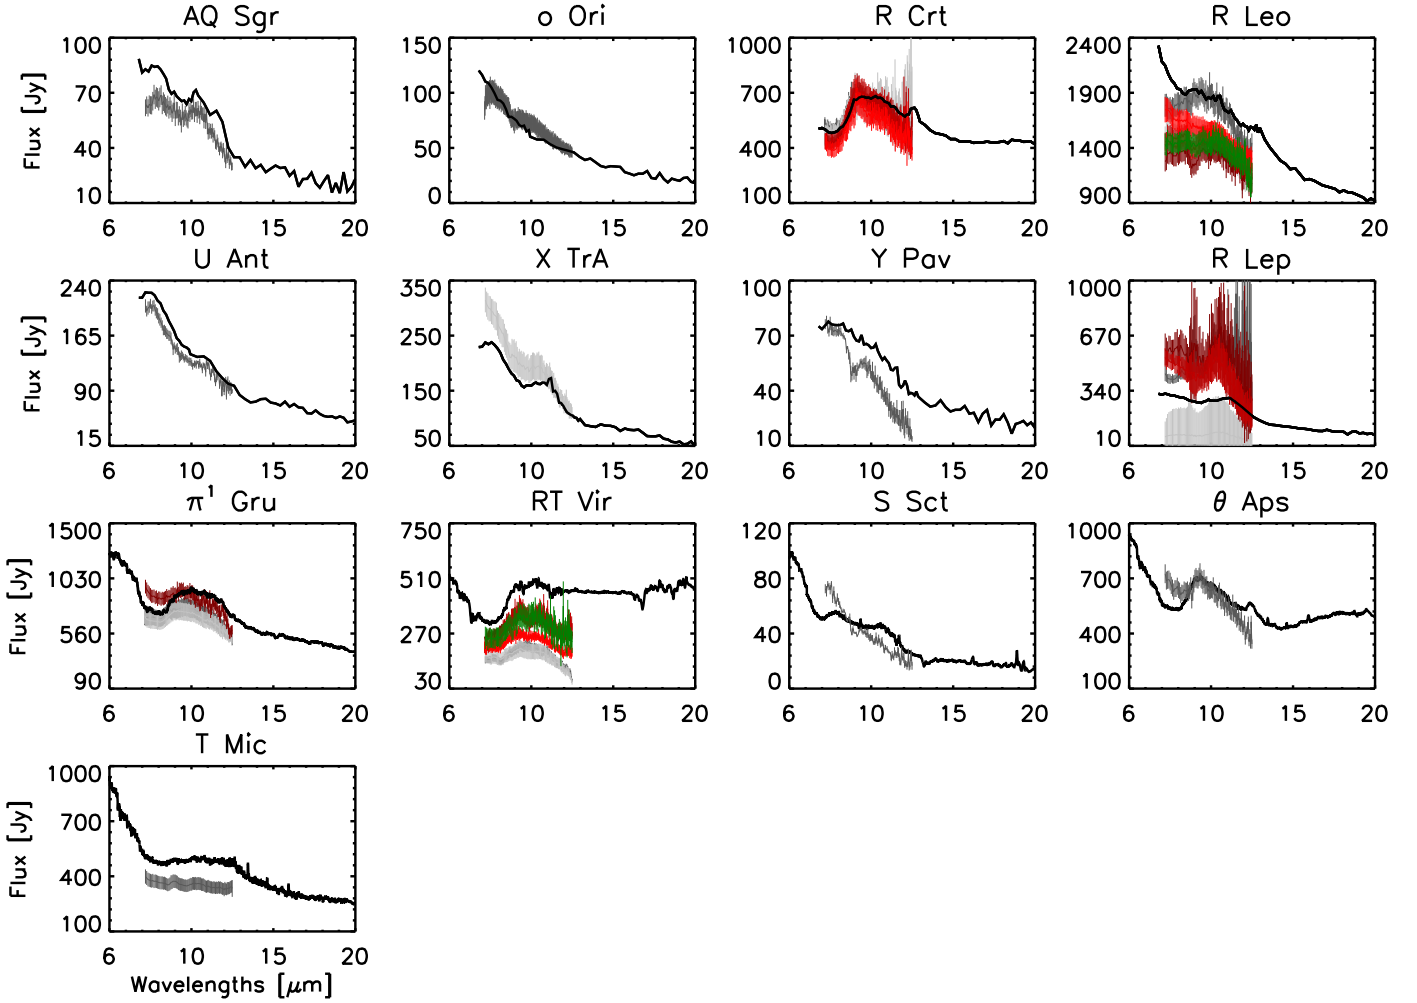 AQ Sgr
o Ori
R Crt
R Leo
Flux [Jy]
100
70
40
10
6 10 15 20
150
100
50
0
6 10 15 20
1000
700
400
100
6 10 15 20
2400
1900
1400
900
6 10 15 20
U Ant
X TrA
Y Pav
R Lep
Flux [Jy]
240
165
90
15
6 10 15 20
350
250
150
50
6 10 15 20
100
70
40
10
6 10 15 20
1000
670
340
10
6 10 15 20
π¹ Gru
RT Vir
S Sct
θ Aps
Flux [Jy]
1500
1030
560
90
6 10 15 20
750
510
270
30
6 10 15 20
120
80
40
0
6 10 15 20
1000
700
400
100
6 10 15 20
T Mic
Flux [Jy]
1000
700
400
100
6 10 15 20
Wavelengths [μm]